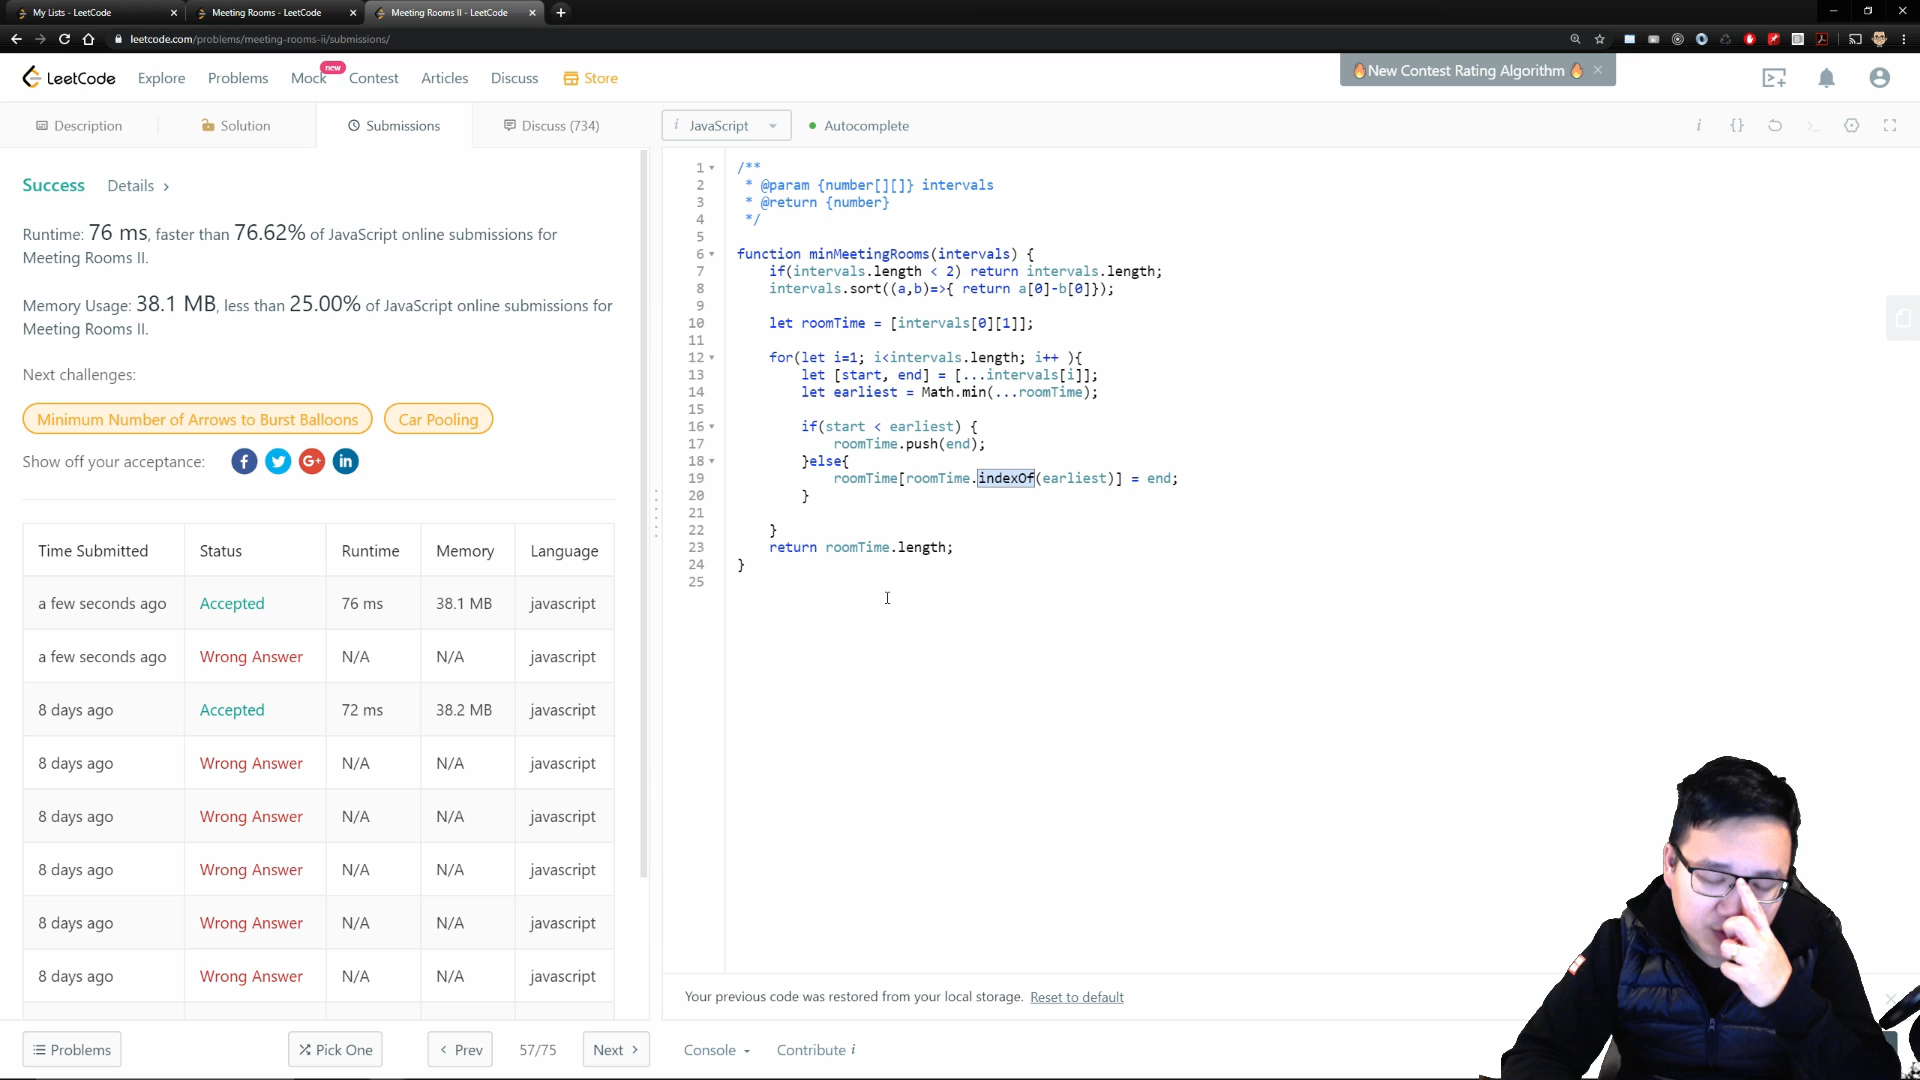 My Lists - LeetCode
Meeting Rooms - LeetCode
Meeting Rooms II - LeetCode
leetcode.com/problems/meeting-rooms-ii/submissions/
LeetCode
Explore
Problems
Mock
new
Contest
Articles
Discuss
Store
New Contest Rating Algorithm
Description
Solution
Submissions
Discuss (734)
i JavaScript
Autocomplete
Success
Details
Runtime: 76 ms, faster than 76.62% of JavaScript online submissions for
Meeting Rooms II.
Memory Usage: 38.1 MB, less than 25.00% of JavaScript online submissions for
Meeting Rooms II.
Next challenges:
Minimum Number of Arrows to Burst Balloons
Car Pooling
Show off your acceptance:
Time Submitted Status Runtime Memory Language
a few seconds ago Accepted 76 ms 38.1 MB javascript
a few seconds ago Wrong Answer N/A N/A javascript
8 days ago Accepted 72 ms 38.2 MB javascript
8 days ago Wrong Answer N/A N/A javascript
8 days ago Wrong Answer N/A N/A javascript
8 days ago Wrong Answer N/A N/A javascript
8 days ago Wrong Answer N/A N/A javascript
8 days ago Wrong Answer N/A N/A javascript
1 /**
2 * @param {number[][]} intervals
3 * @return {number}
4 */
5
6 function minMeetingRooms(intervals) {
7 if(intervals.length < 2) return intervals.length;
8 intervals.sort((a,b)=>{ return a[0]-b[0]});
9
10 let roomTime = [intervals[0][1]];
11
12 for(let i=1; i<intervals.length; i++ ){
13 let [start, end] = [...intervals[i]];
14 let earliest = Math.min(...roomTime);
15
16 if(start < earliest) {
17 roomTime.push(end);
18 }else{
19 roomTime[roomTime.indexOf(earliest)] = end;
20 }
21
22 }
23 return roomTime.length;
24 }
25
Your previous code was restored from your local storage. Reset to default
Problems
Pick One
Prev
57/75
Next
Console
Contribute i